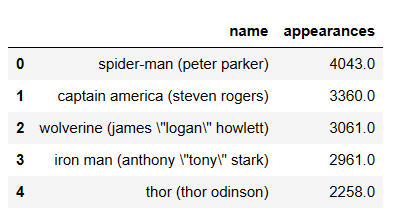 name appearances
0 spider-man (peter parker) 4043.0
1 captain america (steven rogers) 3360.0
2 wolverine (james \"logan\" howlett) 3061.0
3 iron man (anthony \"tony\" stark) 2961.0
4 thor (thor odinson) 2258.0